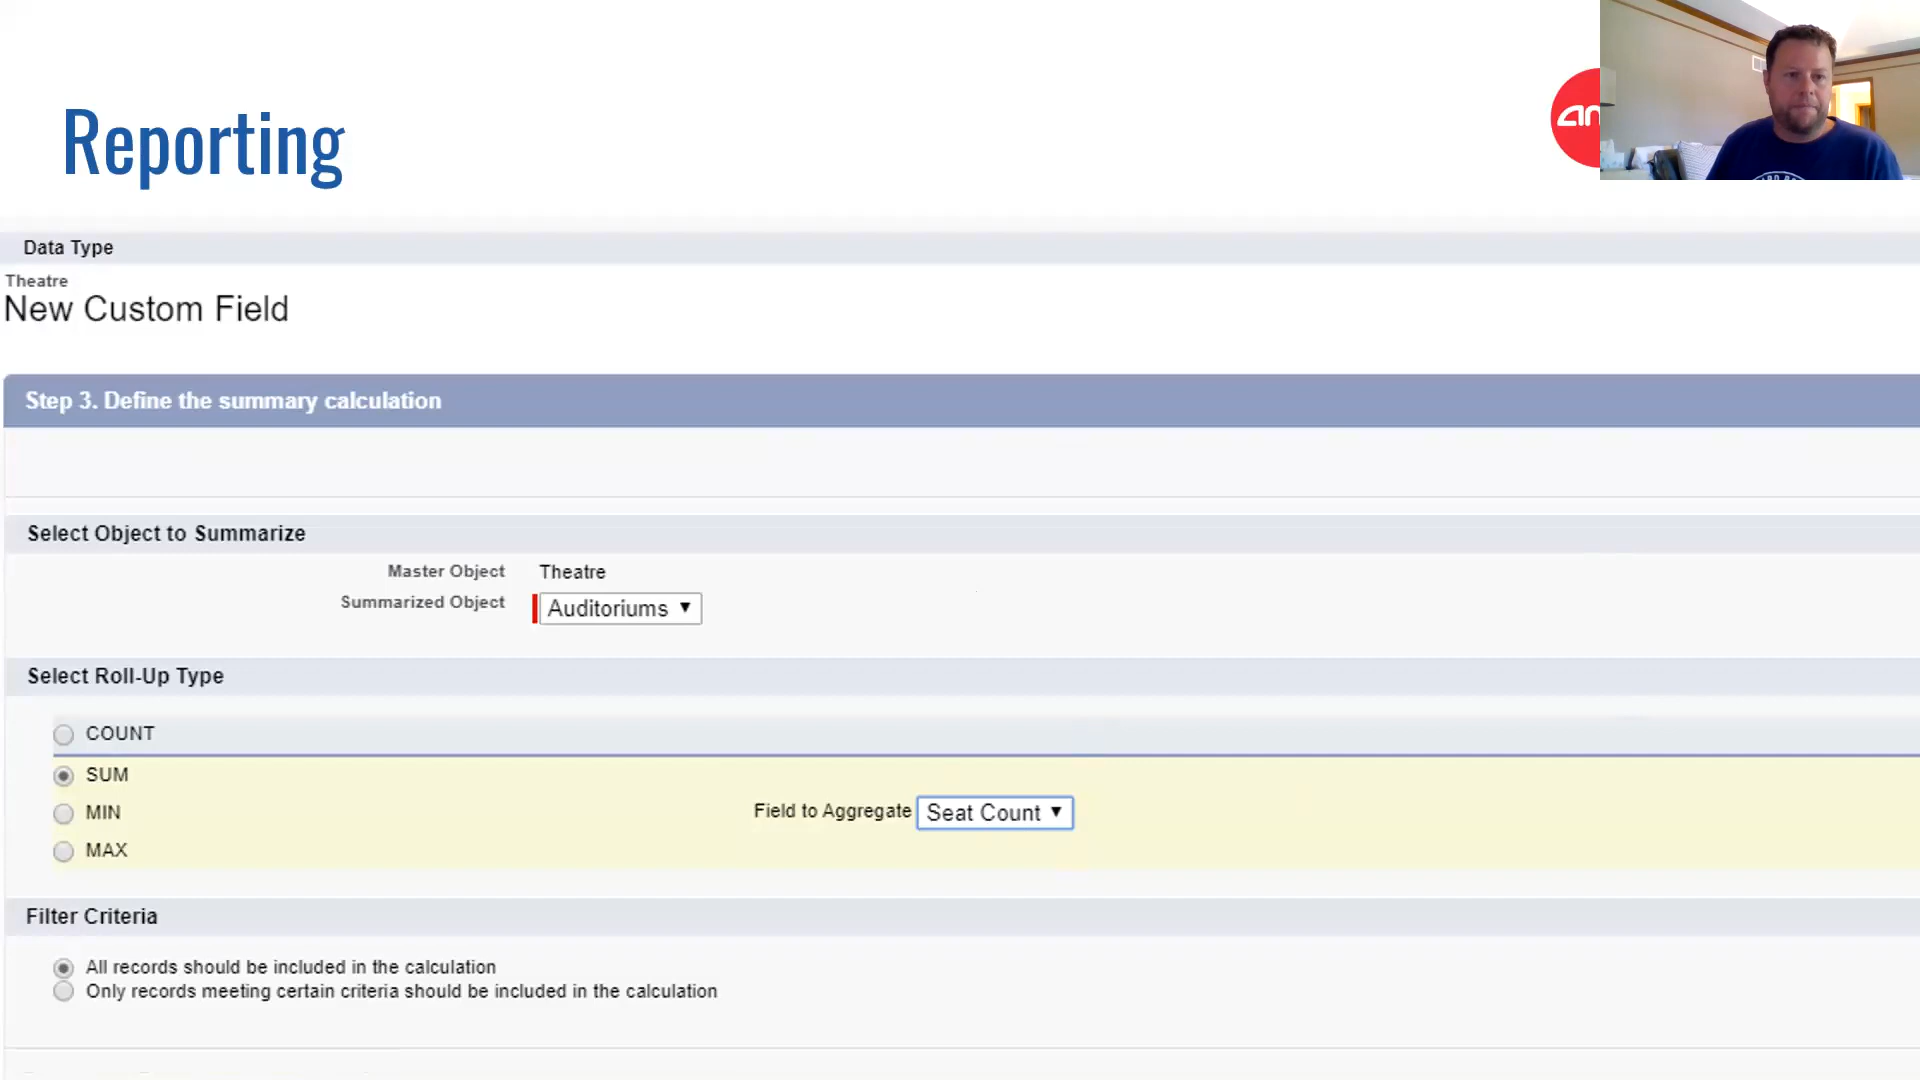 Reporting
Data Type
Theatre
New Custom Field
Step 3. Define the summary calculation
Select Object to Summarize
Master Object Theatre
Summarized Object Auditoriums
Select Roll-Up Type
COUNT
SUM
MIN
Field to Aggregate Seat Count
MAX
Filter Criteria
All records should be included in the calculation
Only records meeting certain criteria should be included in the calculation